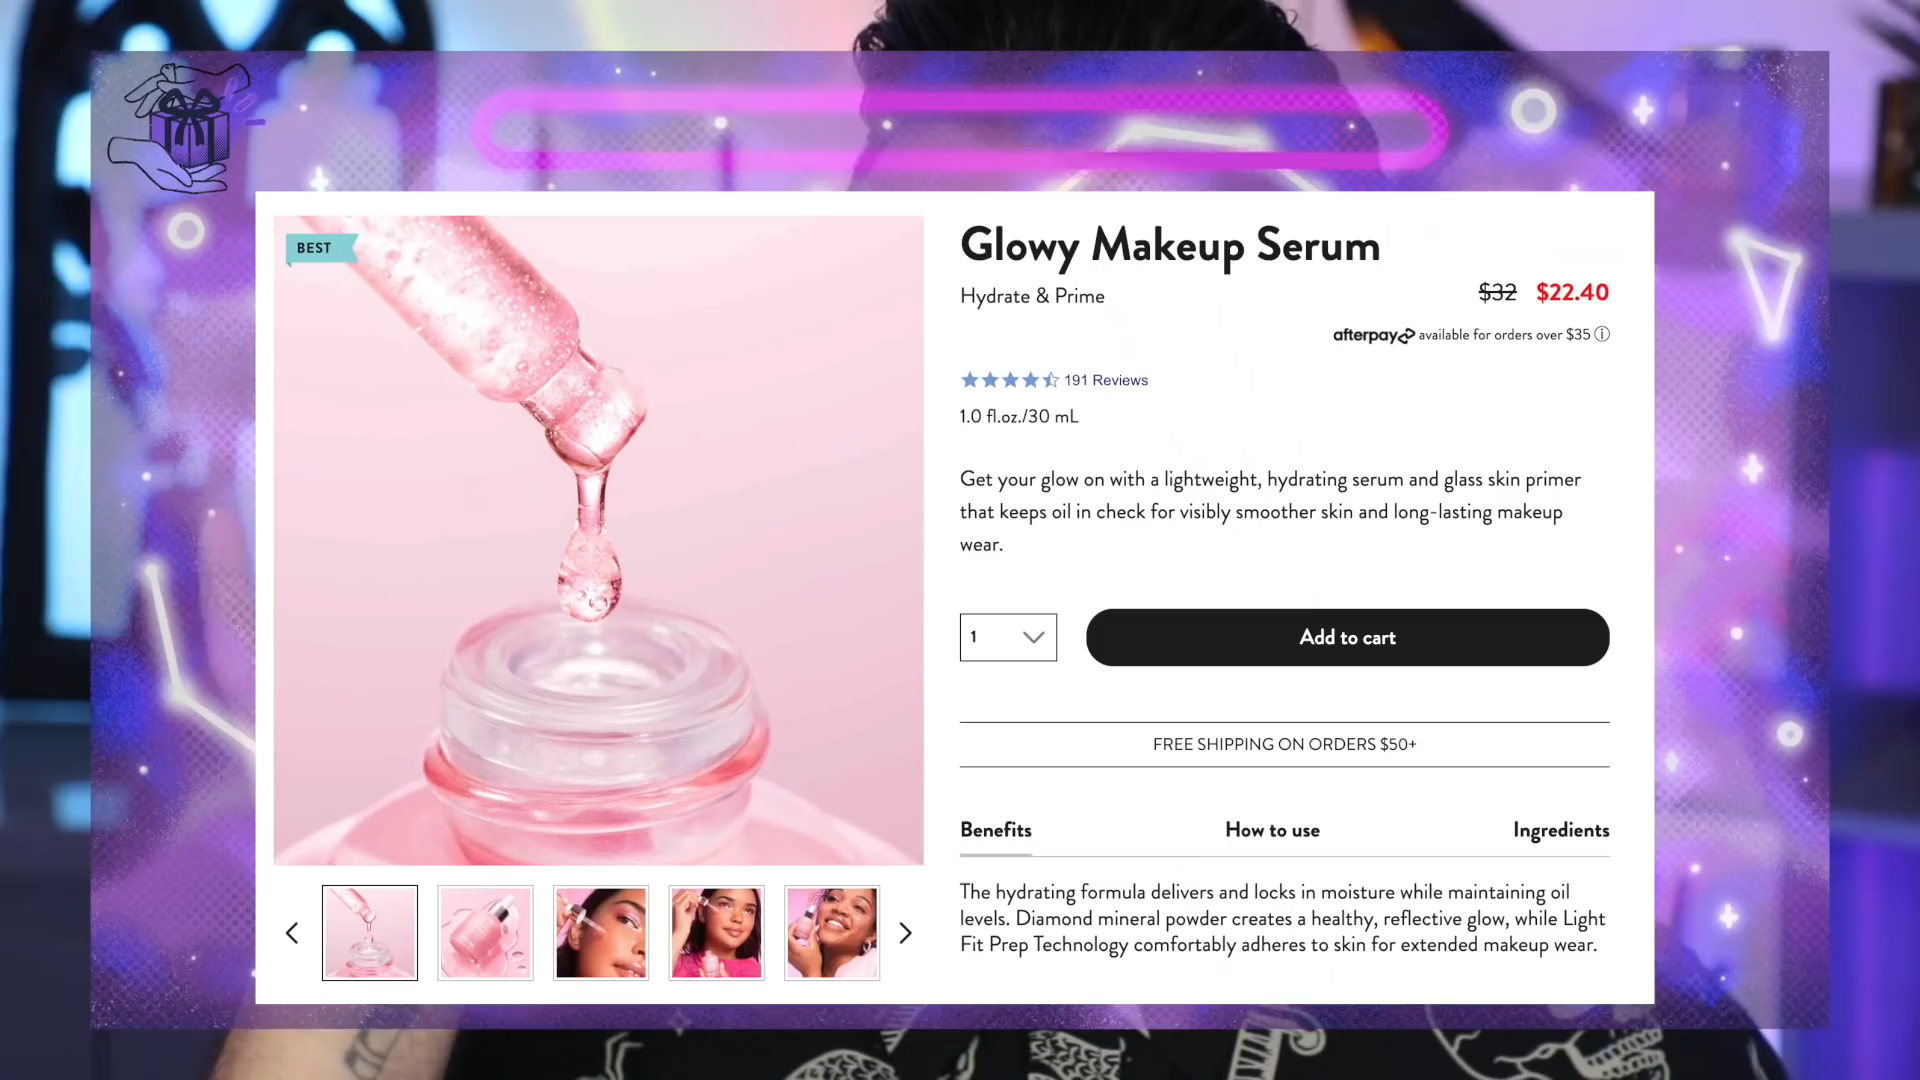 BEST
Glowy Makeup Serum
Hydrate & Prime
$32 $22.40
afterpay available for orders over $35
191 Reviews
1.0 fl.oz./30 mL
Get your glow on with a lightweight, hydrating serum and glass skin primer
that keeps oil in check for visibly smoother skin and long-lasting makeup
wear.
1
Add to cart
FREE SHIPPING ON ORDERS $50+
Benefits How to use Ingredients
The hydrating formula delivers and locks in moisture while maintaining oil
levels. Diamond mineral powder creates a healthy, reflective glow, while Light
Fit Prep Technology comfortably adheres to skin for extended makeup wear.